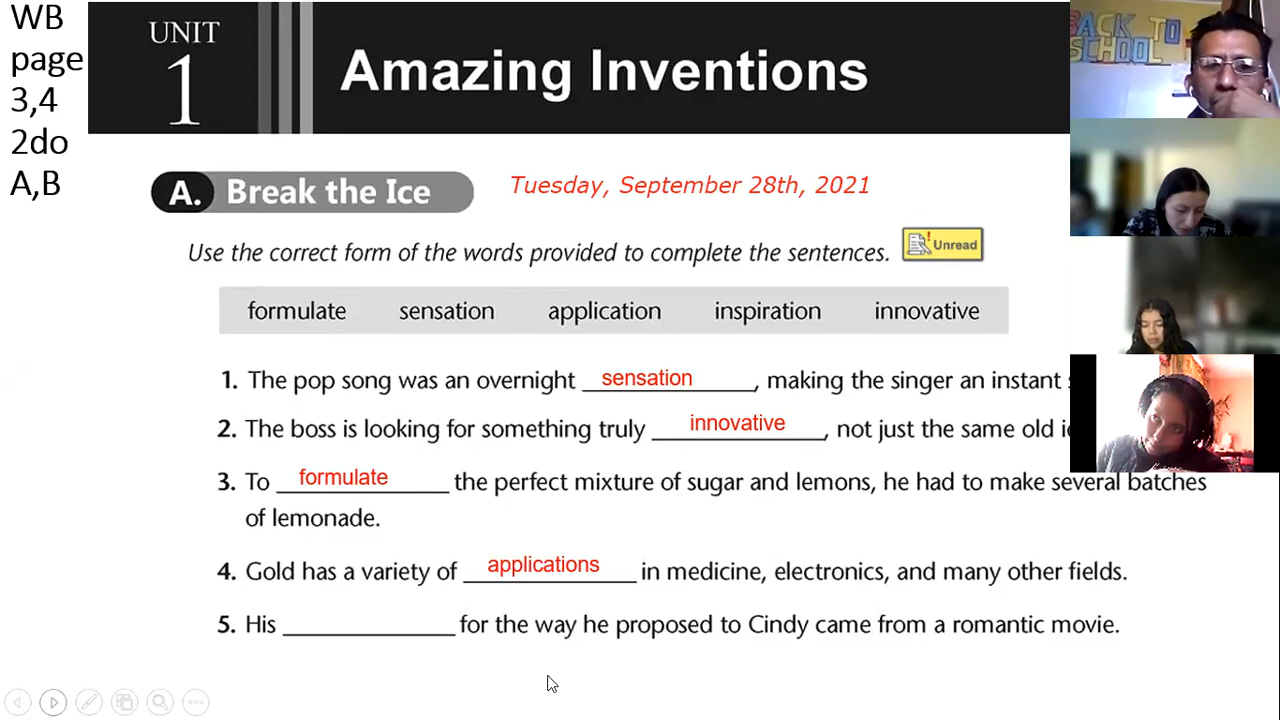 WB
page
3,4
2do
A,B
UNIT
1
Amazing Inventions
BACK TO
SCHOOL
A. Break the Ice
Tuesday, September 28th, 2021
Use the correct form of the words provided to complete the sentences.
Unread
formulate sensation application inspiration innovative
1. The pop song was an overnight sensation, making the singer an instant
2. The boss is looking for something truly innovative, not just the same old
3. To formulate the perfect mixture of sugar and lemons, he had to make several batches
of lemonade.
4. Gold has a variety of applications in medicine, electronics, and many other fields.
5. His ____________ for the way he proposed to Cindy came from a romantic movie.